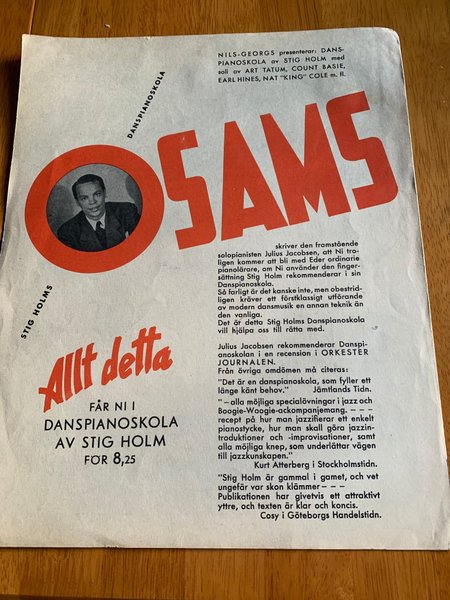 NILS-GEORGS presenterar: DANS-
PIANOSKOLA av STIG HOLM med
soli av ART TATUM, COUNT BASIE,
EARL HINES, NAT "KING" COLE m. fl.
DANSPIANOSKOLA
OSAMS
STIG HOLMS
skriver den framstående
solopianisten Julius Jacobsen, att Ni tro-
ligen kommer att bli med Eder ordinarie
pianolärare, om Ni använder den finger-
sättning Stig Holm rekommenderar i sin
Danspianoskola.
Så farligt är det kanske inte, men obestrid-
ligen kräver ett förstklassigt utförande
av modern dansmusik en annan teknik än
den vanliga.
Det är detta Stig Holms Danspianoskola
vill hjälpa oss till rätta med.
Julius Jacobsen rekommenderar Danspi-
anoskolan i en recension i ORKESTER
JOURNALEN.
Från övriga omdömen må citeras:
"Det är en danspianoskola, som fyller ett
länge känt behov." Jämtlands Tidn.
"– alla möjliga specialövningar i jazz och
Boogie-Woogie-ackompanjemang. – – –
recept på hur man jazzifierar ett enkelt
pianostycke, hur man skall göra jazzin-
troduktioner och -improvisationer, samt
alla möjliga knep, som underlättar vägen
till jazzkunskapen."
Kurt Atterberg i Stockholmstidn.
"Stig Holm är gammal i gamet, och vet
ungefär var skon klämmer – – –
Publikationen har givetvis ett attraktivt
yttre, och texten är klar och koncis.
Cosy i Göteborgs Handelstidn.
Allt detta
FÅR NI I
DANSPIANOSKOLA
AV STIG HOLM
FÖR 8,25